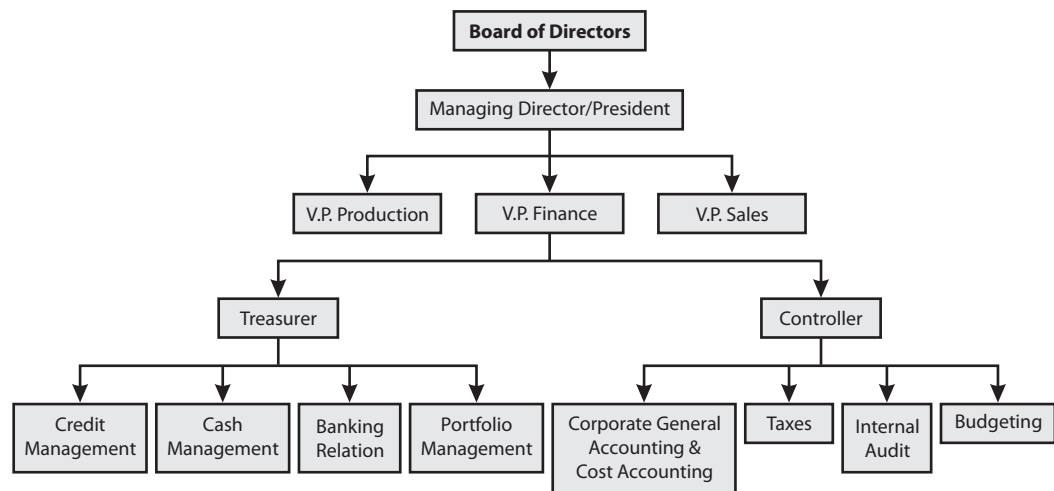 Board of Directors
Managing Director/President
V.P. Production
V.P. Finance
V.P. Sales
Treasurer
Controller
Credit
Management
Cash
Management
Banking
Relation
Portfolio
Management
Corporate General
Accounting &
Cost Accounting
Taxes
Internal
Audit
Budgeting